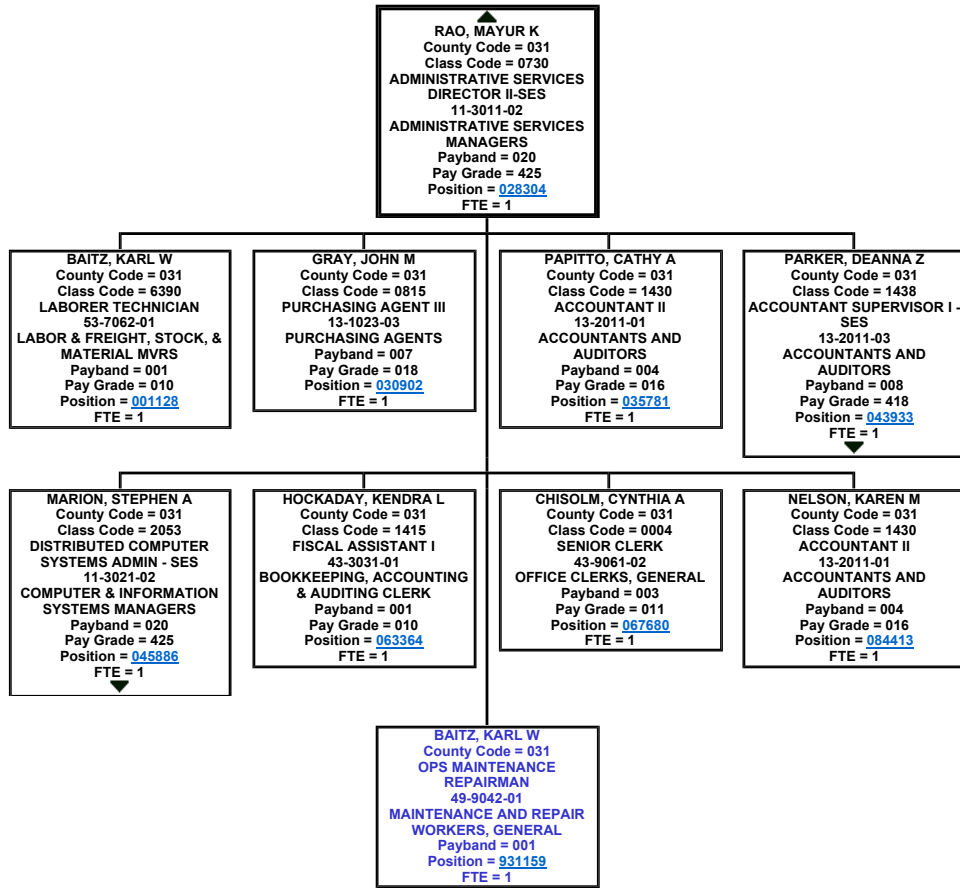 RAO, MAYUR K
County Code = 031
Class Code = 0730
ADMINISTRATIVE SERVICES
DIRECTOR II-SES
11-3011-02
ADMINISTRATIVE SERVICES
MANAGERS
Payband = 020
Pay Grade = 425
Position = 028304
FTE = 1
BAITZ, KARL W
County Code = 031
Class Code = 6390
LABORER TECHNICIAN
53-7062-01
LABOR & FREIGHT, STOCK, &
MATERIAL MVRS
Payband = 001
Pay Grade = 010
Position = 001128
FTE = 1
GRAY, JOHN M
County Code = 031
Class Code = 0815
PURCHASING AGENT III
13-1023-03
PURCHASING AGENTS
Payband = 007
Pay Grade = 018
Position = 030902
FTE = 1
PAPITTO, CATHY A
County Code = 031
Class Code = 1430
ACCOUNTANT II
13-2011-01
ACCOUNTANTS AND
AUDITORS
Payband = 004
Pay Grade = 016
Position = 035781
FTE = 1
PARKER, DEANNA Z
County Code = 031
Class Code = 1438
ACCOUNTANT SUPERVISOR I -
SES
13-2011-03
ACCOUNTANTS AND
AUDITORS
Payband = 008
Pay Grade = 418
Position = 043933
FTE = 1
MARION, STEPHEN A
County Code = 031
Class Code = 2053
DISTRIBUTED COMPUTER
SYSTEMS ADMIN - SES
11-3021-02
COMPUTER & INFORMATION
SYSTEMS MANAGERS
Payband = 020
Pay Grade = 425
Position = 045886
FTE = 1
HOCKADAY, KENDRA L
County Code = 031
Class Code = 1415
FISCAL ASSISTANT I
43-3031-01
BOOKKEEPING, ACCOUNTING
& AUDITING CLERK
Payband = 001
Pay Grade = 010
Position = 063364
FTE = 1
CHISOLM, CYNTHIA A
County Code = 031
Class Code = 0004
SENIOR CLERK
43-9061-02
OFFICE CLERKS, GENERAL
Payband = 003
Pay Grade = 011
Position = 067680
FTE = 1
NELSON, KAREN M
County Code = 031
Class Code = 1430
ACCOUNTANT II
13-2011-01
ACCOUNTANTS AND
AUDITORS
Payband = 004
Pay Grade = 016
Position = 084413
FTE = 1
BAITZ, KARL W
County Code = 031
OPS MAINTENANCE
REPAIRMAN
49-9042-01
MAINTENANCE AND REPAIR
WORKERS, GENERAL
Payband = 001
Position = 931159
FTE = 1